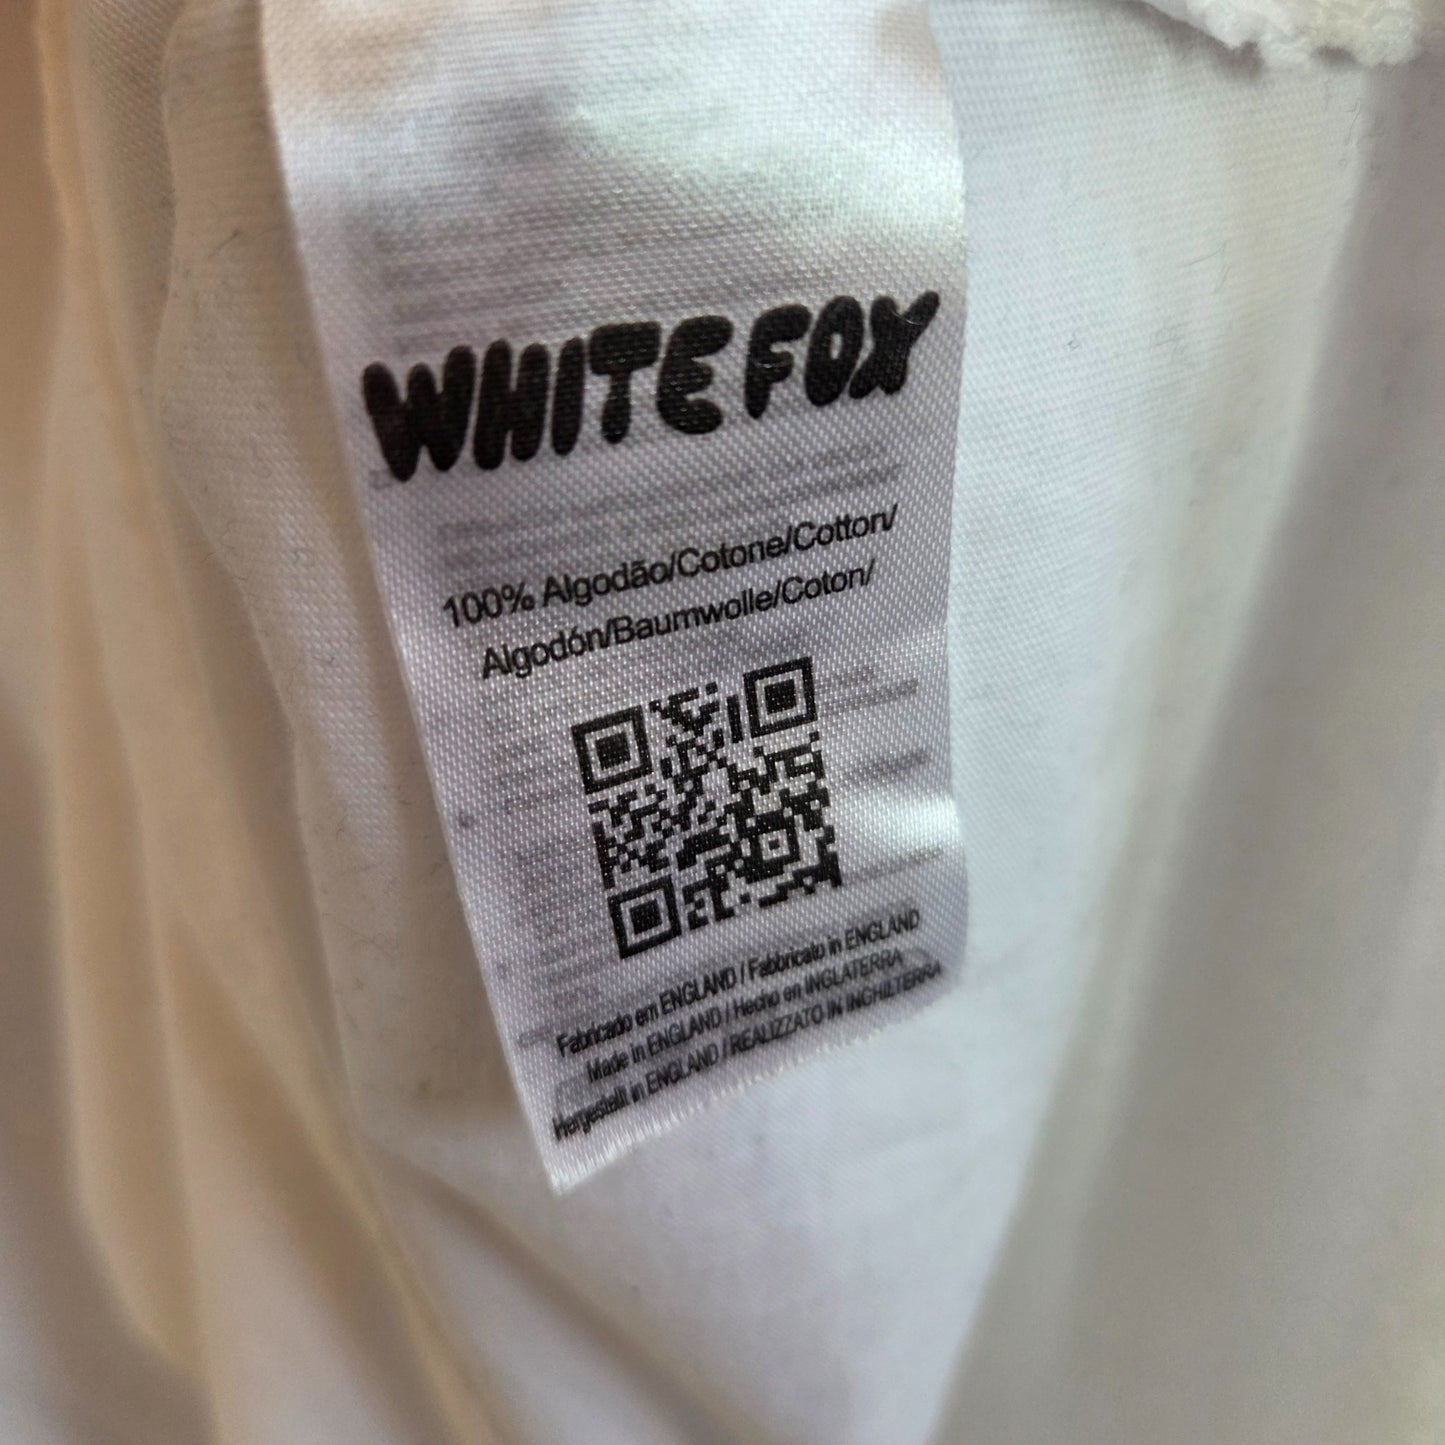 WHITE FOX
100% Algodão/Cotone/Cotton/
Algodón/Baumwolle/Coton/
Fabricado em ENGLAND / Fabbricato in ENGLAND
Made in ENGLAND / Hecho en INGLATERRA
Hergestallt in ENGLAND / REALIZZATO IN INGHILTERRA